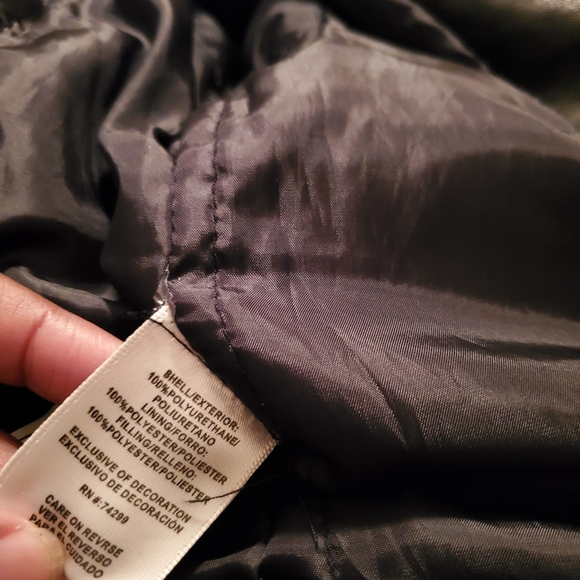 SHELL/EXTERIOR:
100%POLYURETHANE/
POLIURETANO
LINING/FORRO:
100%POLYESTER/POLIESTER
FILLING/RELLENO:
100%POLYESTER/POLIESTER
EXCLUSIVE OF DECORATION
EXCLUSIVO DE DECORACIÓN
RN #:74299
CARE ON REVRSE
VER EL REVERSO
PARA EL CUIDADO